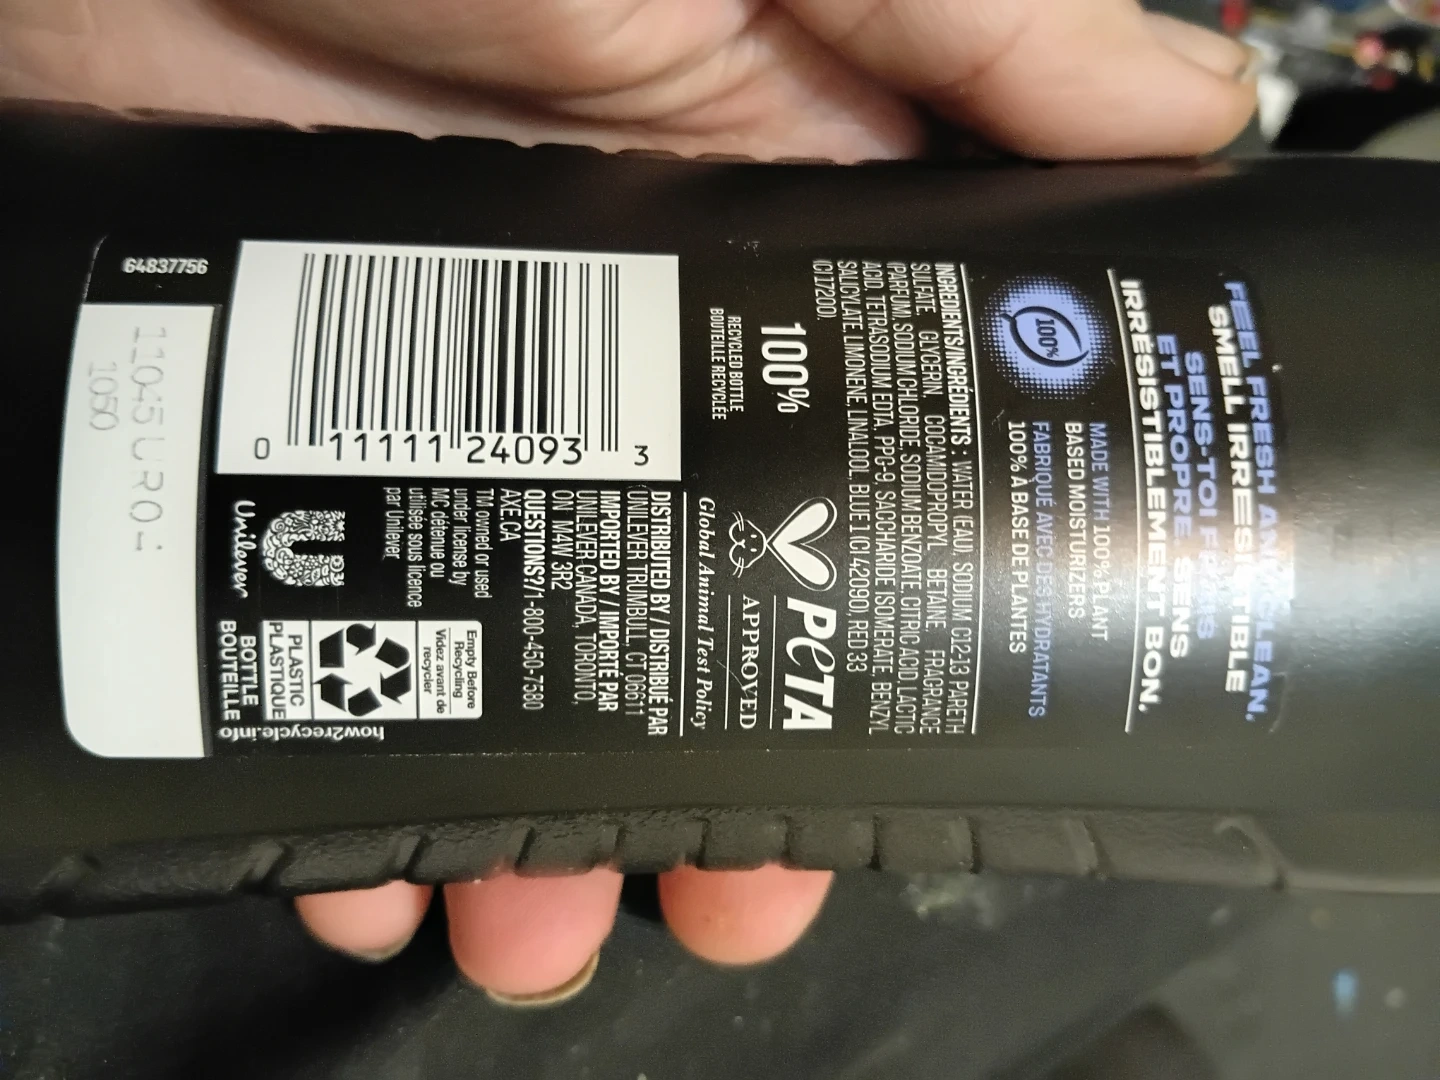 FEEL FRESH AND CLEAN.
SMELL IRRESISTIBLE
SENS-TOI FRAIS
ET PROPRE. SENS
IRRÉSISTIBLEMENT BON.
100%
MADE WITH 100% PLANT
BASED MOISTURIZERS
FABRIQUÉ AVEC DES HYDRATANTS
100% À BASE DE PLANTES
INGREDIENTS/INGRÉDIENTS : WATER (EAU), SODIUM C12-13 PARETH
SULFATE, GLYCERIN, COCAMIDOPROPYL BETAINE, FRAGRANCE
(PARFUM), SODIUM CHLORIDE, SODIUM BENZOATE, CITRIC ACID, LACTIC
ACID, TETRASODIUM EDTA, PPG-9, SACCHARIDE ISOMERATE, BENZYL
SALICYLATE, LIMONENE, LINALOOL, BLUE 1 (CI 42090), RED 33
(CI 17200).
100%
RECYCLED BOTTLE
BOUTEILLE RECYCLÉE
PETA
APPROVED
Global Animal Test Policy
0 11111 24093 3
DISTRIBUTED BY / DISTRIBUÉ PAR
UNILEVER TRUMBULL, CT 06611
IMPORTED BY / IMPORTÉ PAR
UNILEVER CANADA, TORONTO,
ON M4W 3R2
QUESTIONS?/1-800-450-7580
AXE.CA
TM owned or used
under license by
MC détenue ou
utilisée sous licence
par Unilever.
Unilever
Empty Before
Recycling
Videz avant de
recycler
PLASTIC
PLASTIQUE
BOTTLE
BOUTEILLE
how2recycle.info
64837756
11045UR04
1050